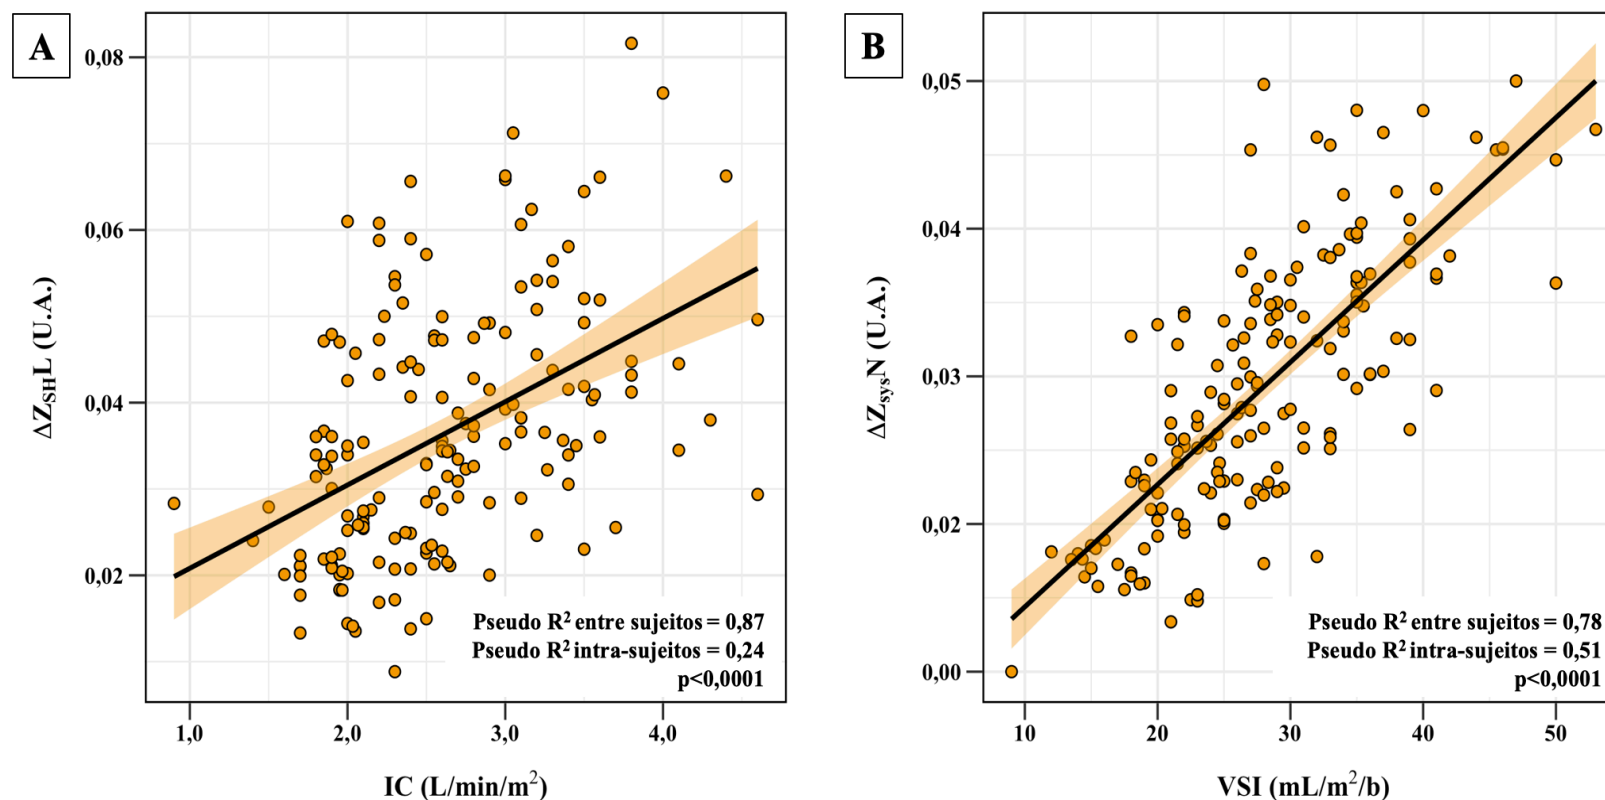 A
0,08
0,06
0,04
0,02
ΔZSHL (U.A.)
Pseudo R² entre sujeitos = 0,87
Pseudo R² intra-sujeitos = 0,24
p<0,0001
1,0 2,0 3,0 4,0
IC (L/min/m²)
B
0,05
0,04
0,03
0,02
0,00
ΔZsysN (U.A.)
Pseudo R² entre sujeitos = 0,78
Pseudo R² intra-sujeitos = 0,51
p<0,0001
10 20 30 40 50
VSI (mL/m²/b)